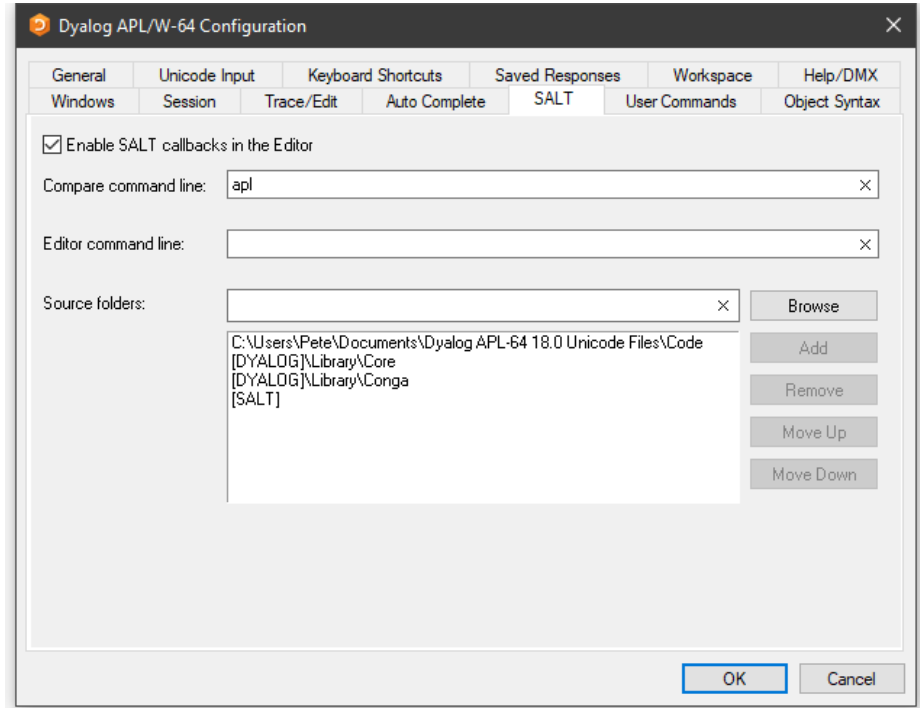 Dyalog APL/W-64 Configuration
General Unicode Input Keyboard Shortcuts Saved Responses Workspace Help/DMX
Windows Session Trace/Edit Auto Complete SALT User Commands Object Syntax
Enable SALT callbacks in the Editor
Compare command line: apl
Editor command line:
Source folders: Browse
C:\Users\Pete\Documents\Dyalog APL-64 18.0 Unicode Files\Code
[DYALOG]\Library\Core
[DYALOG]\Library\Conga
[SALT]
Add
Remove
Move Up
Move Down
OK Cancel